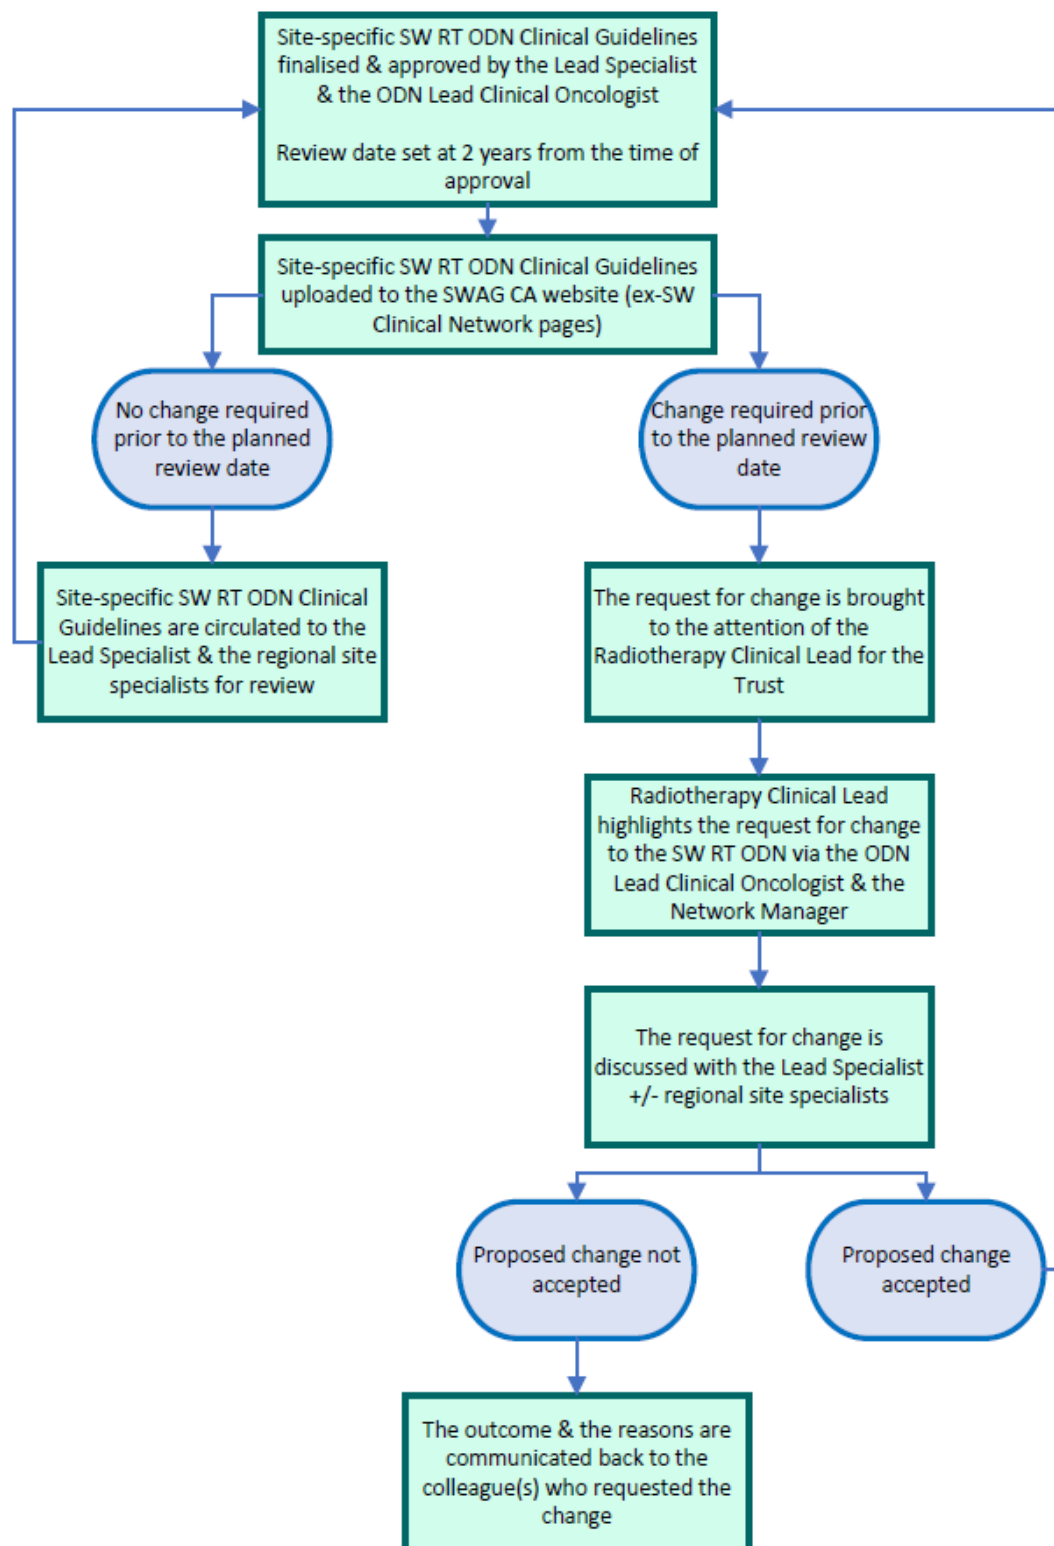 Site-specific SW RT ODN Clinical Guidelines
finalised & approved by the Lead Specialist
& the ODN Lead Clinical Oncologist
Review date set at 2 years from the time of
approval
Site-specific SW RT ODN Clinical Guidelines
uploaded to the SWAG CA website (ex-SW
Clinical Network pages)
No change required
prior to the planned
review date
Change required prior
to the planned review
date
Site-specific SW RT ODN Clinical
Guidelines are circulated to the
Lead Specialist & the regional site
specialists for review
The request for change is brought
to the attention of the
Radiotherapy Clinical Lead for the
Trust
Radiotherapy Clinical Lead
highlights the request for change
to the SW RT ODN via the ODN
Lead Clinical Oncologist & the
Network Manager
The request for change is
discussed with the Lead Specialist
+/- regional site specialists
Proposed change not
accepted
Proposed change
accepted
The outcome & the reasons are
communicated back to the
colleague(s) who requested the
change